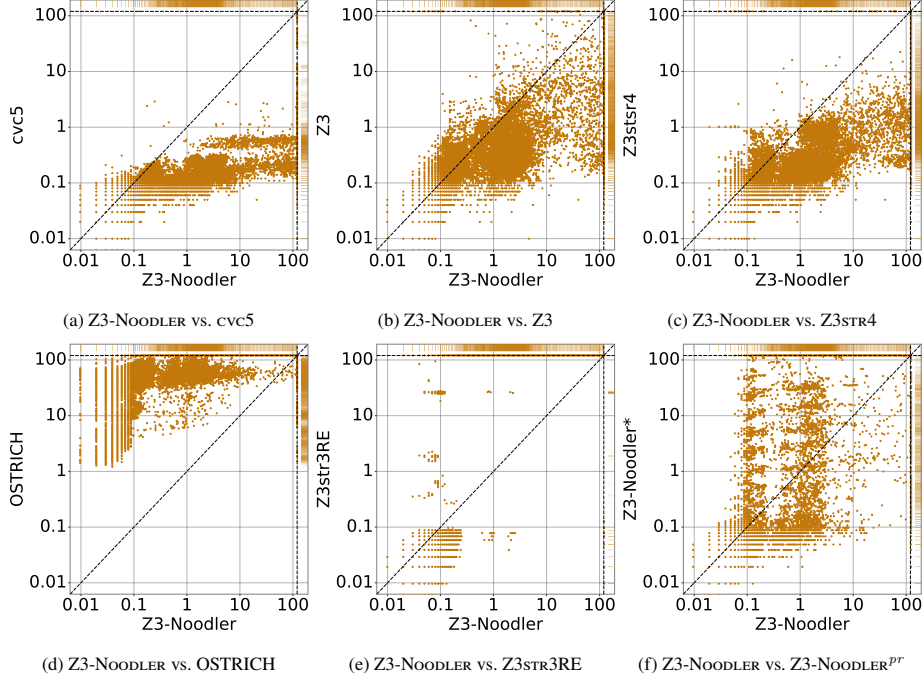 cvc5
100
10
1
0.1
0.01
0.01 0.1 1 10 100
Z3-Noodler
(a) Z3-NOODLER VS. CVC5
Z3
100
10
1
0.1
0.01
0.01 0.1 1 10 100
Z3-Noodler
(b) Z3-NOODLER VS. Z3
Z3stsr4
100
10
1
0.1
0.01
0.01 0.1 1 10 100
Z3-Noodler
(c) Z3-NOODLER VS. Z3STR4
OSTRICH
100
10
1
0.1
0.01
0.01 0.1 1 10 100
Z3-Noodler
(d) Z3-NOODLER VS. OSTRICH
Z3str3RE
100
10
1
0.1
0.01
0.01 0.1 1 10 100
Z3-Noodler
(e) Z3-NOODLER VS. Z3STR3RE
Z3-Noodler*
100
10
1
0.1
0.01
0.01 0.1 1 10 100
Z3-Noodler
(f) Z3-NOODLER VS. Z3-NOODLER^pr